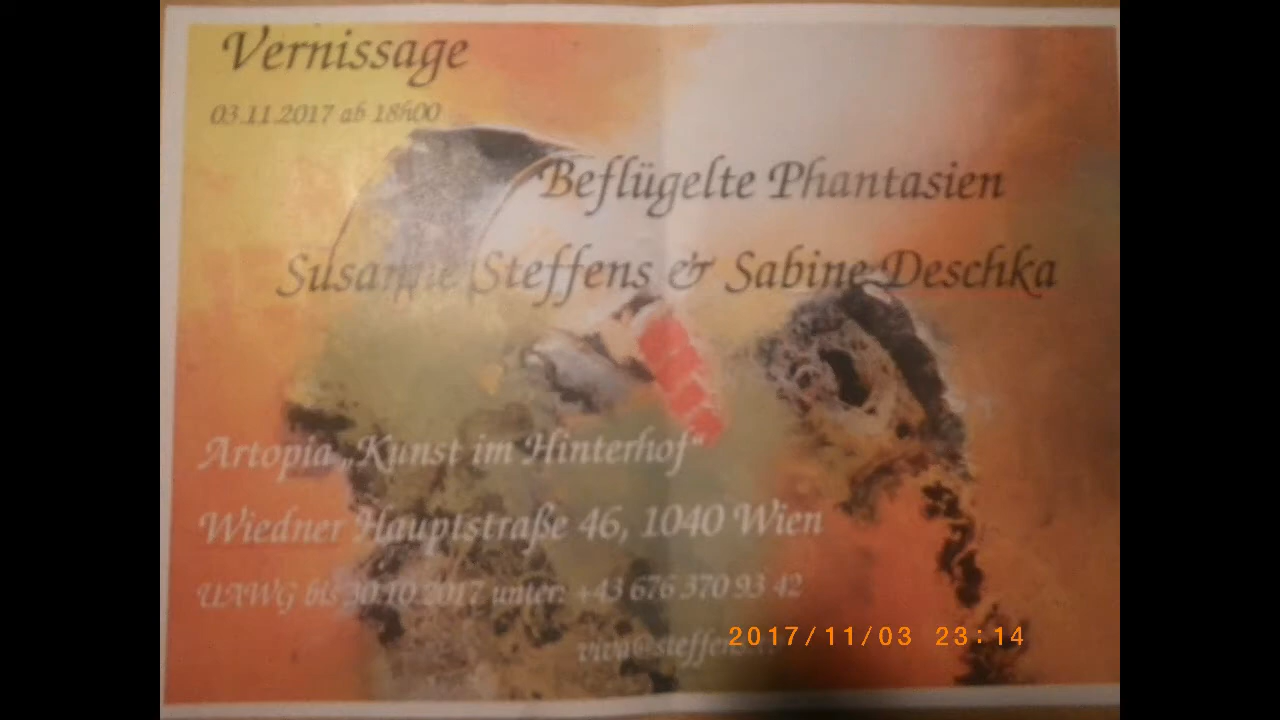 Vernissage
03.11.2017 ab 18h00
Beflügelte Phantasien
Susanne Steffens & Sabine Deschka
Artopia „Kunst im Hinterhof“
Wiedner Hauptstraße 46, 1040 Wien
UAWG bis 30.10.2017 unter: +43 676 370 93 42
2017/11/03 23:14